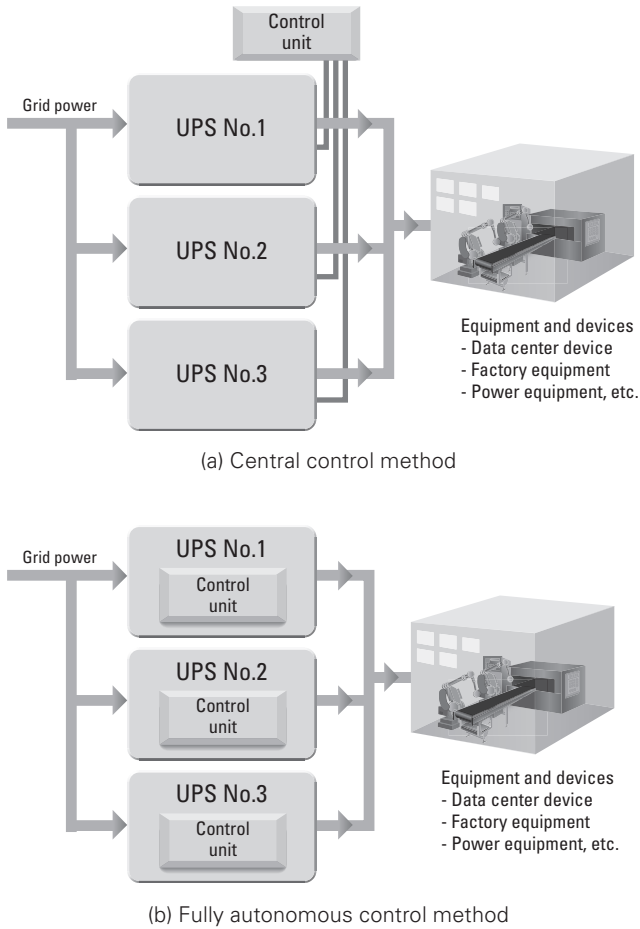 Control
unit
Grid power
UPS No.1
UPS No.2
UPS No.3
Equipment and devices
- Data center device
- Factory equipment
- Power equipment, etc.
(a) Central control method
Grid power
UPS No.1
Control
unit
UPS No.2
Control
unit
UPS No.3
Control
unit
Equipment and devices
- Data center device
- Factory equipment
- Power equipment, etc.
(b) Fully autonomous control method